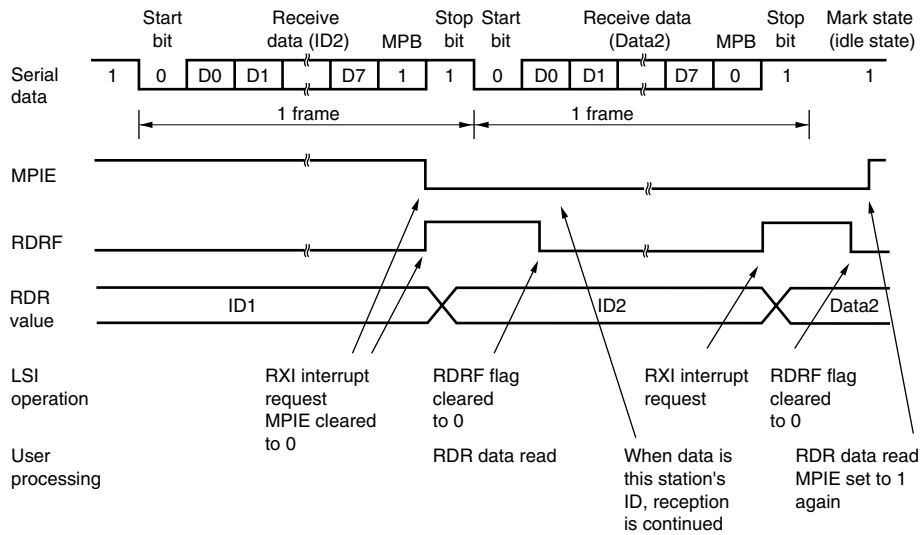 Start bit
Receive data (ID2)
MPB
Stop bit
Start bit
Receive data (Data2)
MPB
Stop bit
Mark state (idle state)
Serial data
1 0 D0 D1 D7 1 1 0 D0 D1 D7 0 1 1
1 frame
1 frame
MPIE
RDRF
RDR value
ID1
ID2
Data2
LSI operation
RXI interrupt
request
MPIE cleared
to 0
RDRF flag
cleared
to 0
RXI interrupt
request
RDRF flag
cleared
to 0
User processing
RDR data read
When data is
this station's
ID, reception
is continued
RDR data read
MPIE set to 1
again